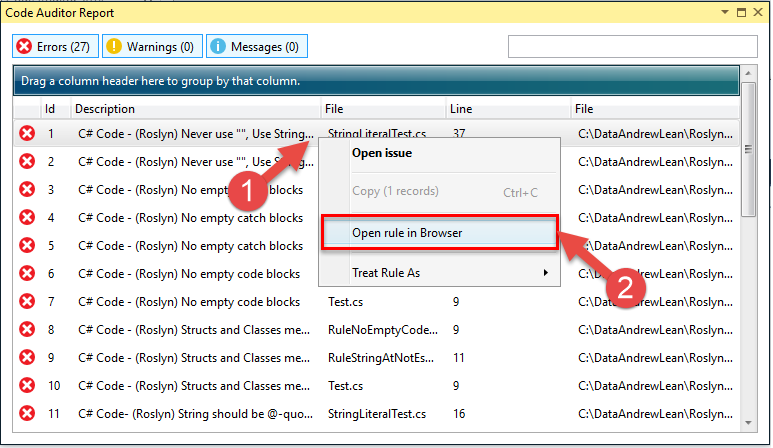 Code Auditor Report
Errors (27) Warnings (0) Messages (0)
Drag a column header here to group by that column.
Id Description File Line File
1 C# Code - (Roslyn) Never use "", Use String... StringLiteralTest.cs 37 C:\DataAndrewLean\Roslyn...
2 C# Code - (Roslyn) Never use "", Use String... C:\DataAndrewLean\Roslyn...
3 C# Code - (Roslyn) No empty code blocks C:\DataAndrewLean\Roslyn...
4 C# Code - (Roslyn) No empty catch blocks C:\DataAndrewLean\Roslyn...
5 C# Code - (Roslyn) No empty catch blocks C:\DataAndrewLean\Roslyn...
6 C# Code - (Roslyn) No empty code blocks C:\DataAndrewLean\Roslyn...
7 C# Code - (Roslyn) No empty code blocks Test.cs 9 C:\DataAndrewLean\Roslyn...
8 C# Code - (Roslyn) Structs and Classes me... RuleNoEmptyCode... 9 C:\DataAndrewLean\Roslyn...
9 C# Code - (Roslyn) Structs and Classes me... RuleStringAtNotEs... 11 C:\DataAndrewLean\Roslyn...
10 C# Code - (Roslyn) Structs and Classes me... Test.cs 9 C:\DataAndrewLean\Roslyn...
11 C# Code- (Roslyn) String should be @-quo... StringLiteralTest.cs 16 C:\DataAndrewLean\Roslyn...
Open issue
Copy (1 records) Ctrl+C
Open rule in Browser
Treat Rule As
1
2